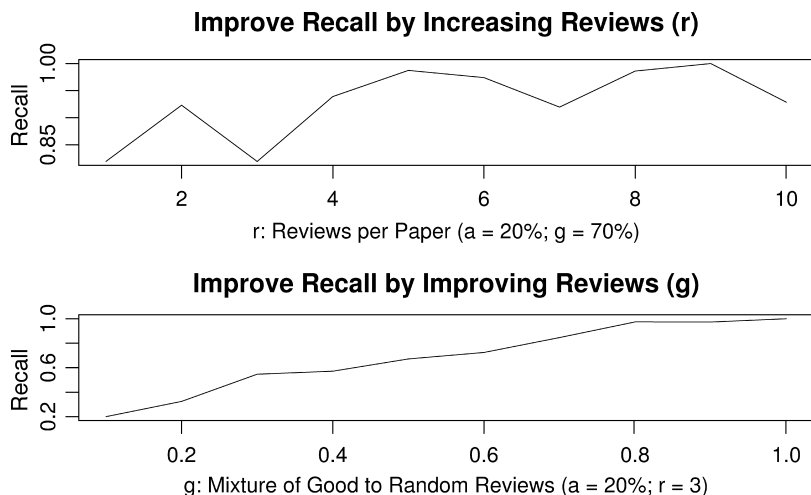 Improve Recall by Increasing Reviews (r)
Recall
1.00
0.85
2 4 6 8 10
r: Reviews per Paper (a = 20%; g = 70%)
Improve Recall by Improving Reviews (g)
Recall
1.0
0.6
0.2
0.2 0.4 0.6 0.8 1.0
g: Mixture of Good to Random Reviews (a = 20%; r = 3)